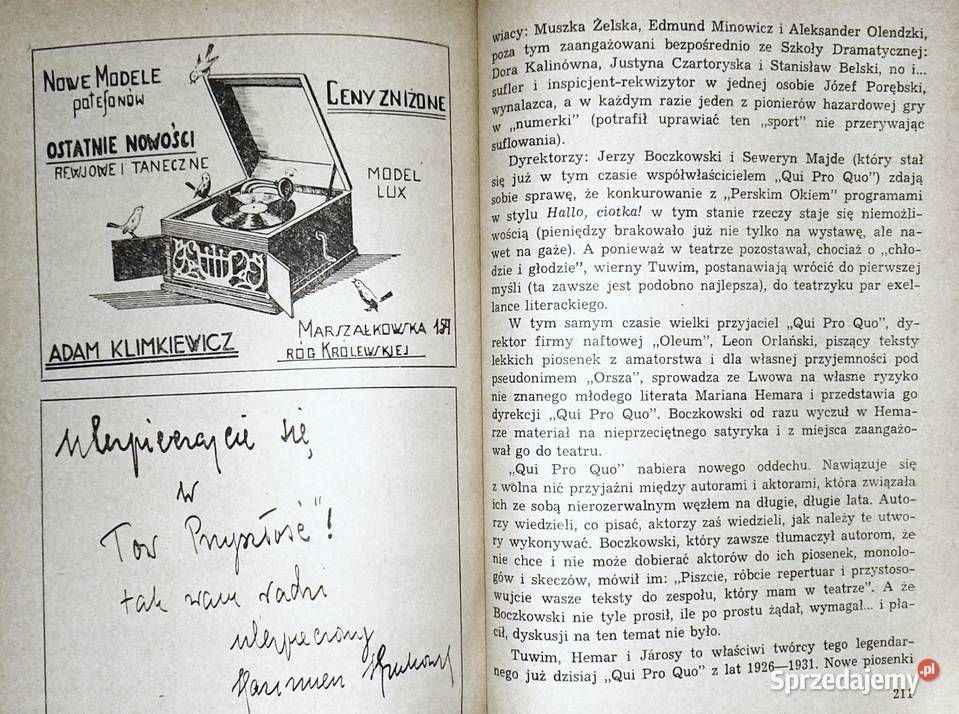 NOWE MODELE
patefonów
CENY ZNIŻONE
OSTATNIE NOWOŚCI
REWJOWE I TANECZNE
MODEL
LUX
ADAM KLIMKIEWICZ
MARSZAŁKOWSKA 154
RÓG KRÓLEWSKIEJ
Ubezpieczajcie się
w
Tow „Przyszłość"!
tak wam radzi
ubezpieczony
wiacy: Muszka Żelska, Edmund Minowicz i Aleksander Olendzki,
poza tym zaangażowani bezpośrednio ze Szkoły Dramatycznej:
Dora Kalinówna, Justyna Czartoryska i Stanisław Belski, no i...
sufler i inspicjent-rekwizytor w jednej osobie Józef Porębski,
wynalazca, a w każdym razie jeden z pionierów hazardowej gry
w „numerki" (potrafił uprawiać ten „sport" nie przerywając
suflowania).
Dyrektorzy: Jerzy Boczkowski i Seweryn Majde (który stał
się już w tym czasie współwłaścicielem „Qui Pro Quo") zdają
sobie sprawę, że konkurowanie z „Perskim Okiem" programami
w stylu Hallo, ciotka! w tym stanie rzeczy staje się niemożli-
wością (pieniędzy brakowało już nie tylko na wystawę, ale na-
wet na gaże). A ponieważ w teatrze pozostawał, chociaż o „chło-
dzie i głodzie", wierny Tuwim, postanawiają wrócić do pierwszej
myśli (ta zawsze jest podobno najlepsza), do teatrzyku par exel-
lance literackiego.
W tym samym czasie wielki przyjaciel „Qui Pro Quo", dy-
rektor firmy naftowej „Oleum", Leon Orlański, piszący teksty
lekkich piosenek z amatorstwa i dla własnej przyjemności pod
pseudonimem „Orsza", sprowadza ze Lwowa na własne ryzyko
nie znanego młodego literata Mariana Hemara i przedstawia go
dyrekcji „Qui Pro Quo". Boczkowski od razu wyczuł w Hema-
rze materiał na nieprzeciętnego satyryka i z miejsca zaangażo-
wał go do teatru.
„Qui Pro Quo" nabiera nowego oddechu. Nawiązuje się
z wolna nić przyjaźni między autorami i aktorami, która związała
ich ze sobą nierozerwalnym węzłem na długie, długie lata. Auto-
rzy wiedzieli, co pisać, aktorzy zaś wiedzieli, jak należy te utwo-
ry wykonywać. Boczkowski, który zawsze tłumaczył autorom, że
nie chce i nie może dobierać aktorów do ich piosenek, monolo-
gów i skeczów, mówił im: „Piszcie, róbcie repertuar i przystoso-
wujcie wasze teksty do zespołu, który mam w teatrze". A że
Boczkowski nie tyle prosił, ile po prostu żądał, wymagał... i pła-
cił, dyskusji na ten temat nie było.
Tuwim, Hemar i Járosy to właściwi twórcy tego legendar-
nego już dzisiaj „Qui Pro Quo" z lat 1926—1931. Nowe piosenki
211
Sprzedajemy.pl